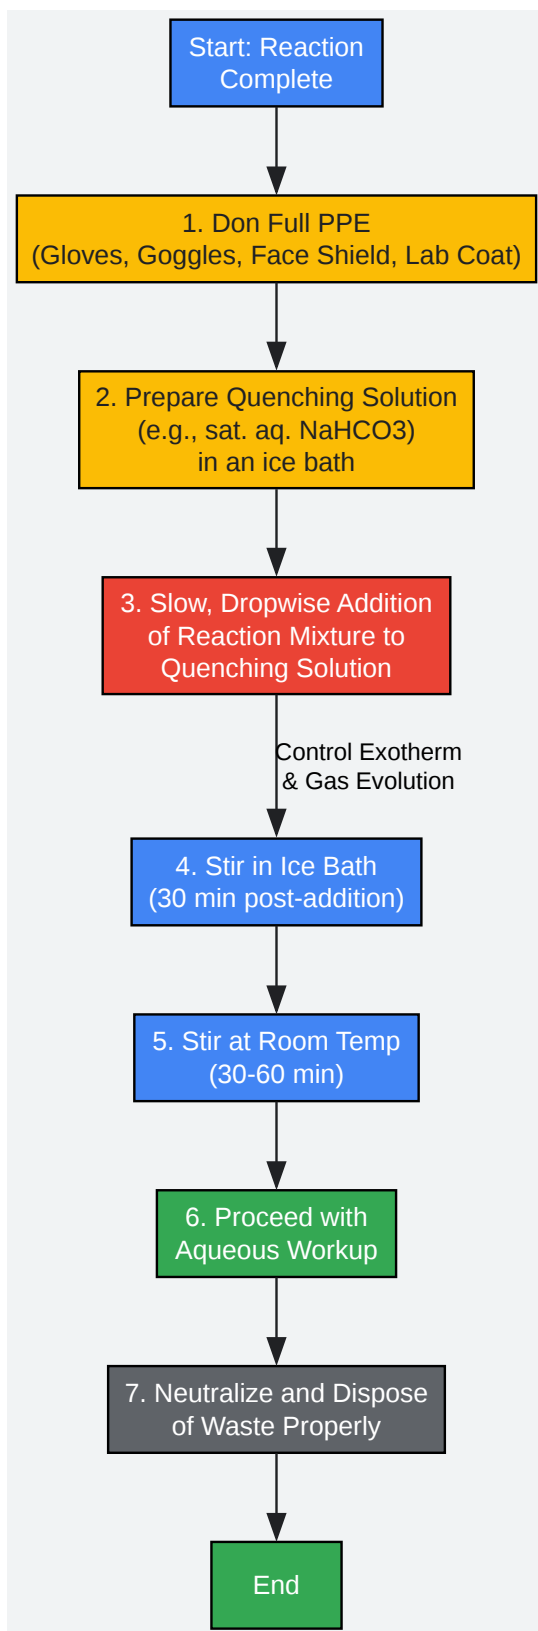 Start: Reaction
Complete
1. Don Full PPE
(Gloves, Goggles, Face Shield, Lab Coat)
2. Prepare Quenching Solution
(e.g., sat. aq. NaHCO3)
in an ice bath
3. Slow, Dropwise Addition
of Reaction Mixture to
Quenching Solution
Control Exotherm
& Gas Evolution
4. Stir in Ice Bath
(30 min post-addition)
5. Stir at Room Temp
(30-60 min)
6. Proceed with
Aqueous Workup
7. Neutralize and Dispose
of Waste Properly
End